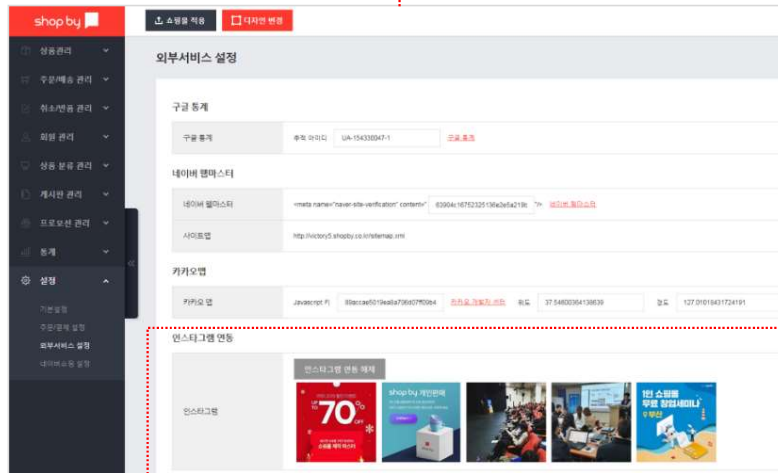 shop by
쇼핑몰 적용
디자인 변경
상품관리
주문/배송 관리
취소/반품 관리
회원 관리
상품 분류 관리
게시판 관리
프로모션 관리
통계
설정
기본설정
외부서비스 설정
네이버쇼핑 설정
외부서비스 설정
구글 통계
구글 통계 추적 아이디 UA-154330047-1 구글 통계
네이버 웹마스터
네이버 웹마스터 <meta name="naver-site-verification" content=" "/> 네이버 웹마스터
사이트맵 http://victory5.shopby.co.kr/sitemap.xml
카카오맵
카카오 맵 Javascript 키 카카오 개발자 센터 위도 37.54600364138639 경도 127.01018431724191
인스타그램 연동
인스타그램 연동 해제
인스타그램
UP TO 70% OFF
shop by 개인판매
1인 쇼핑몰
무료 창업세미나
부산